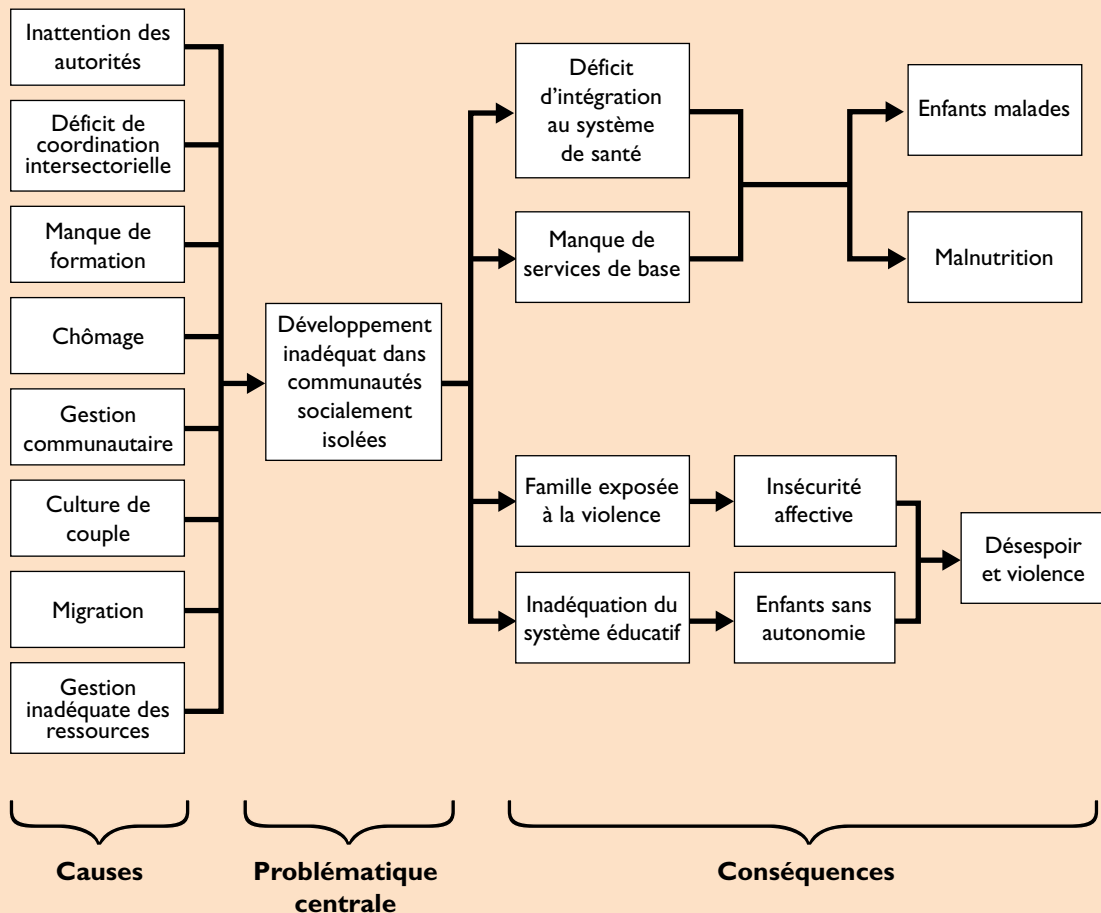 Inattention des
autorités
Déficit de
coordination
intersectorielle
Manque de
formation
Chômage
Gestion
communautaire
Culture de
couple
Migration
Gestion
inadéquate des
ressources
Développement
inadéquat dans
communautés
socialement
isolées
Déficit
d'intégration
au système
de santé
Manque de
services de base
Enfants malades
Malnutrition
Famille exposée
à la violence
Insécurité
affective
Inadéquation du
système éducatif
Enfants sans
autonomie
Désespoir
et violence
Causes
Problématique
centrale
Conséquences